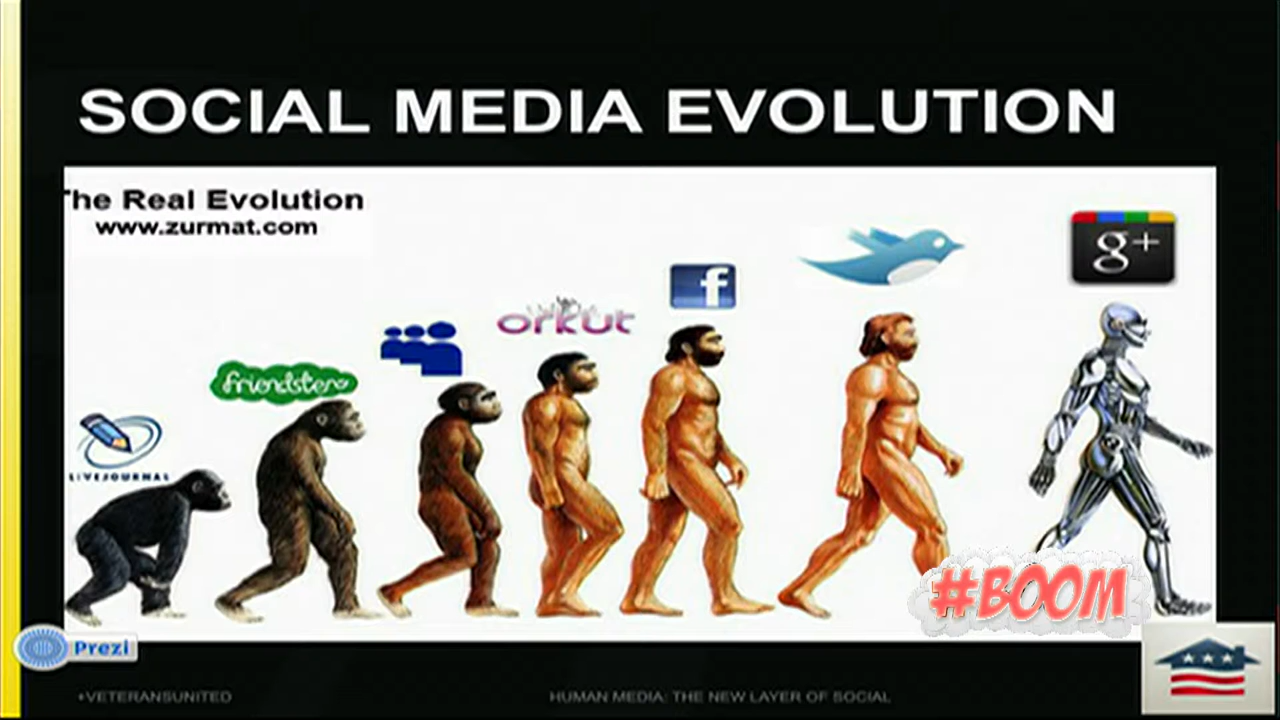 SOCIAL MEDIA EVOLUTION
The Real Evolution
www.zurmat.com
g+
f
orkut
friendster
LIVEJOURNAL
#BOOM
Prezi
+VETERANSUNITED
HUMAN MEDIA: THE NEW LAYER OF SOCIAL